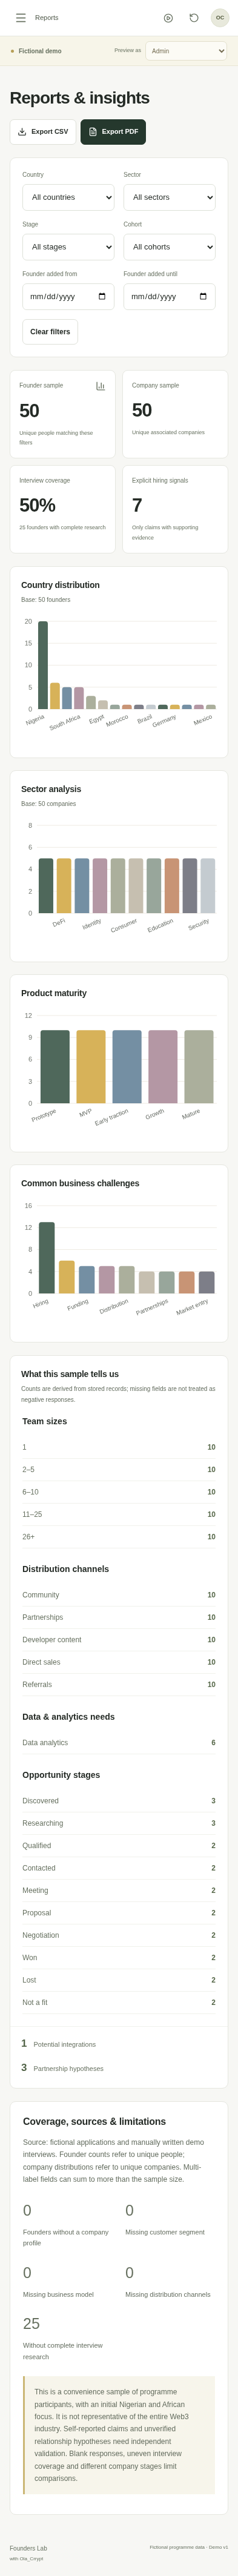 Reports
OC
Fictional demo
Preview as
Admin
Reports & insights
Export CSV
Export PDF
Country
Sector
All countries
All sectors
Stage
Cohort
All stages
All cohorts
Founder added from
Founder added until
mm/dd/yyyy
mm/dd/yyyy
Clear filters
Founder sample
50
Unique people matching these
filters
Company sample
50
Unique associated companies
Interview coverage
50%
25 founders with complete research
Explicit hiring signals
7
Only claims with supporting
evidence
Country distribution
Base: 50 founders
20
15
10
5
0
Nigeria
South Africa
Egypt
Morocco
Brazil
Germany
Mexico
Sector analysis
Base: 50 companies
8
6
4
2
0
DeFi
Identity
Consumer
Education
Security
Product maturity
12
9
6
3
0
Prototype
MVP
Early traction
Growth
Mature
Common business challenges
16
12
8
4
0
Hiring
Funding
Distribution
Partnerships
Market entry
What this sample tells us
Counts are derived from stored records; missing fields are not treated as
negative responses.
Team sizes
1 10
2–5 10
6–10 10
11–25 10
26+ 10
Distribution channels
Community 10
Partnerships 10
Developer content 10
Direct sales 10
Referrals 10
Data & analytics needs
Data analytics 6
Opportunity stages
Discovered 3
Researching 3
Qualified 2
Contacted 2
Meeting 2
Proposal 2
Negotiation 2
Won 2
Lost 2
Not a fit 2
1 Potential integrations
3 Partnership hypotheses
Coverage, sources & limitations
Source: fictional applications and manually written demo
interviews. Founder counts refer to unique people;
company distributions refer to unique companies. Multi-
label fields can sum to more than the sample size.
0
Founders without a company
profile
0
Missing customer segment
0
Missing business model
0
Missing distribution channels
25
Without complete interview
research
This is a convenience sample of programme
participants, with an initial Nigerian and African
focus. It is not representative of the entire Web3
industry. Self-reported claims and unverified
relationship hypotheses need independent
validation. Blank responses, uneven interview
coverage and different company stages limit
comparisons.
Founders Lab
with Ola_Crrypt
Fictional programme data · Demo v1